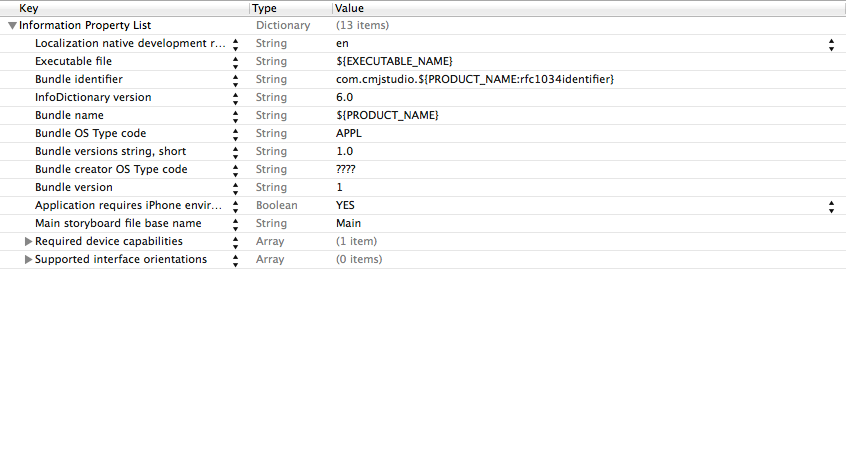 Key Type Value
Information Property List Dictionary (13 items)
Localization native development r... String en
Executable file String ${EXECUTABLE_NAME}
Bundle identifier String com.cmjstudio.${PRODUCT_NAME:rfc1034identifier}
InfoDictionary version String 6.0
Bundle name String ${PRODUCT_NAME}
Bundle OS Type code String APPL
Bundle versions string, short String 1.0
Bundle creator OS Type code String ????
Bundle version String 1
Application requires iPhone envir... Boolean YES
Main storyboard file base name String Main
Required device capabilities Array (1 item)
Supported interface orientations Array (0 items)